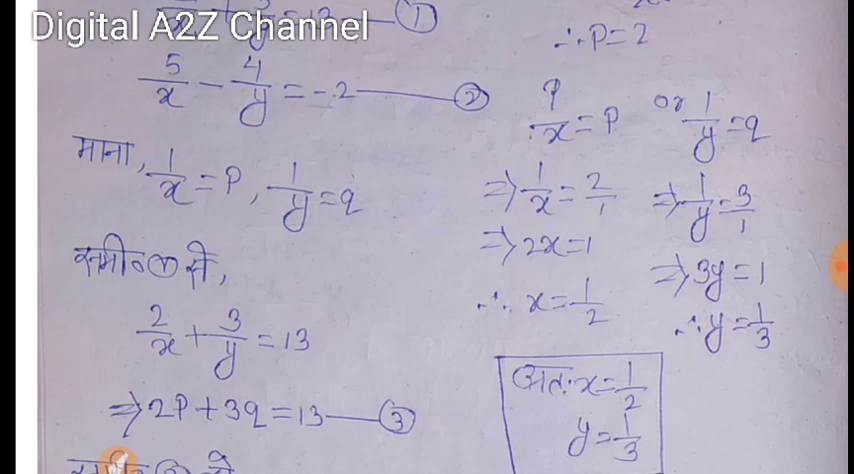 Digital A2Z Channel
5/x - 4/y = -2 —— ②
माना, 1/x = P, 1/y = q
समी० ① से,
2/x + 3/y = 13
⇒ 2P + 3q = 13 —— ③
∴ P = 2
1/x = P or 1/y = q
⇒ 1/x = 2/1 ⇒ 1/y = 3/1
⇒ 2x = 1 ⇒ 3y = 1
∴ x = 1/2 ∴ y = 1/3
अतः x = 1/2
y = 1/3